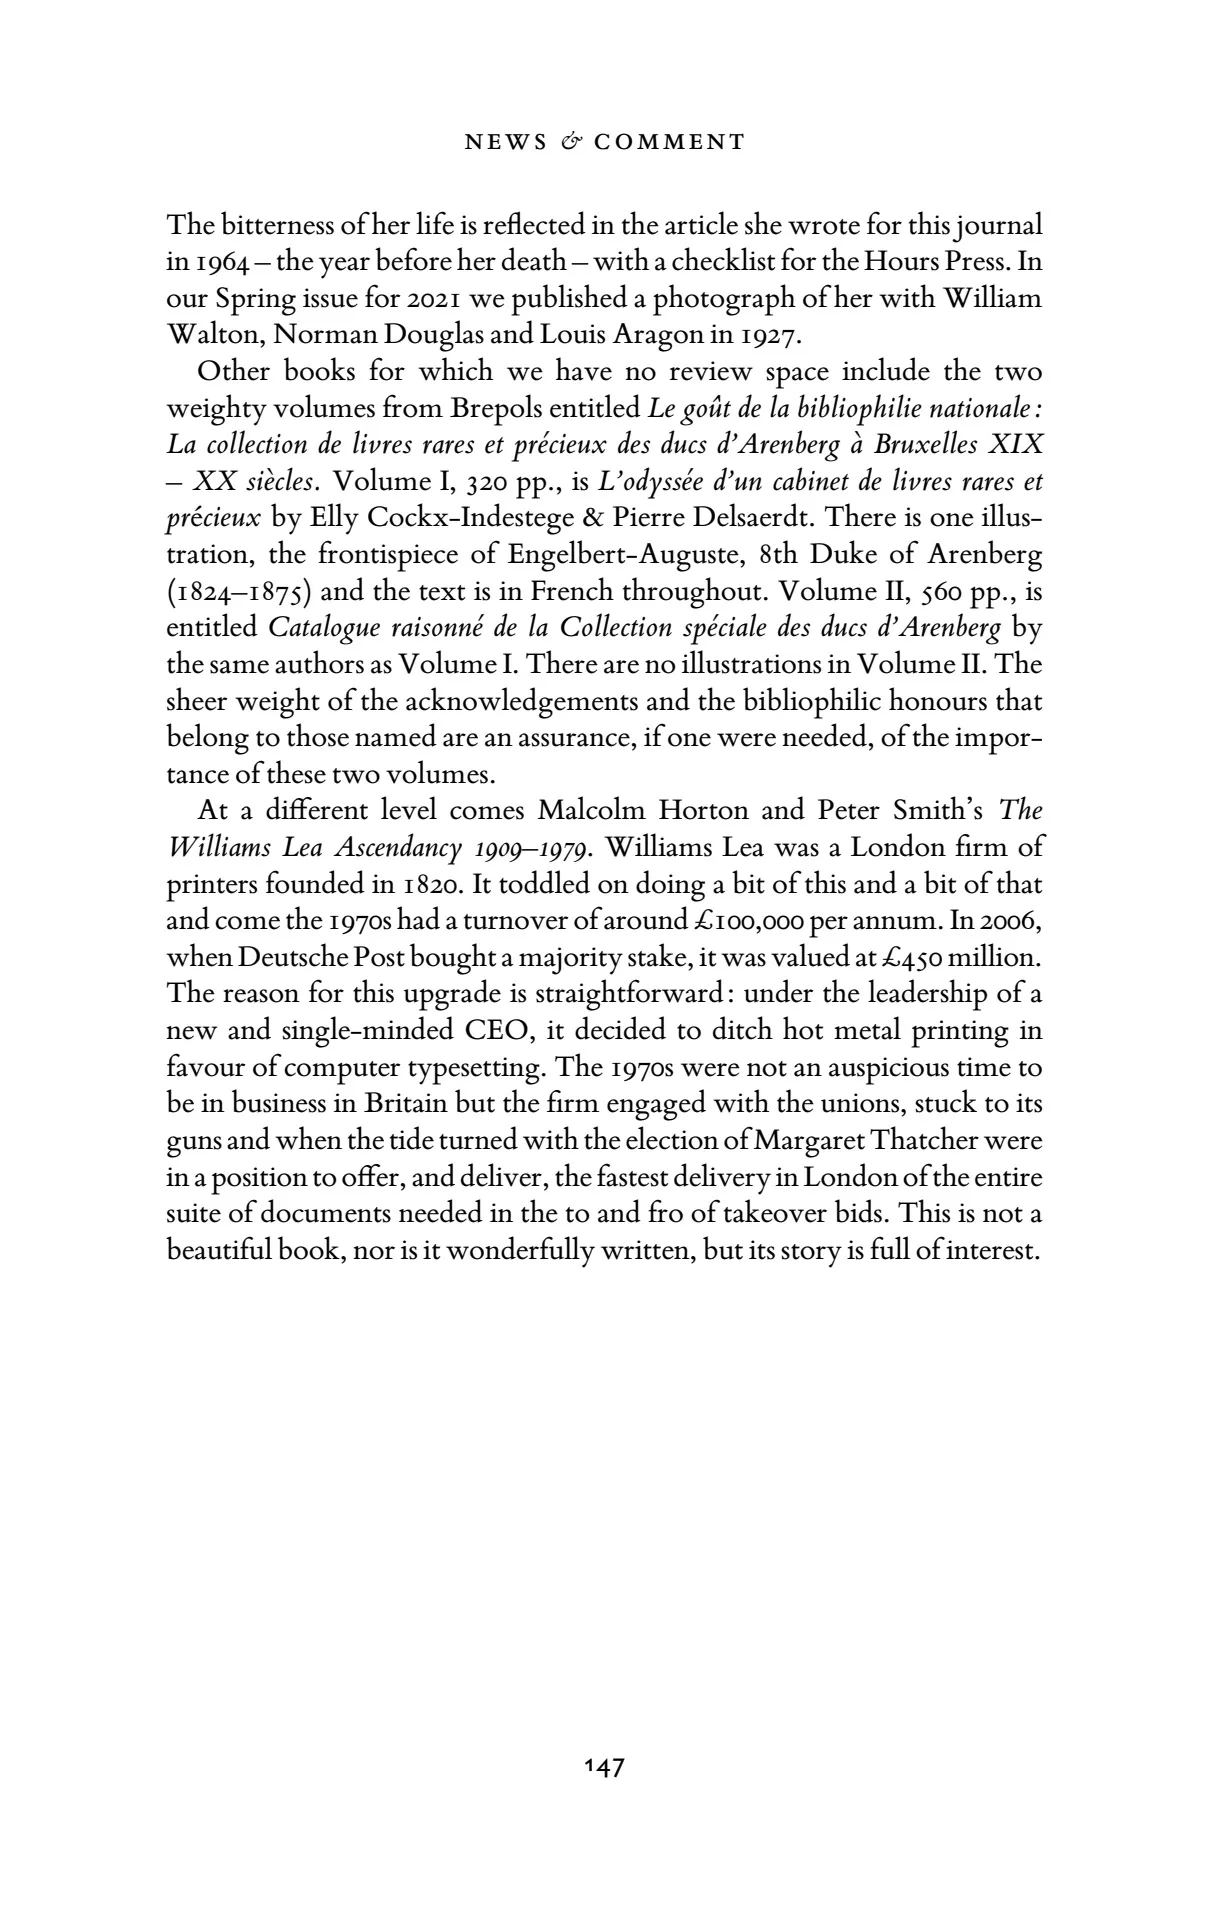 NEWS & COMMENT
The bitterness of her life is reflected in the article she wrote for this journal
in 1964 – the year before her death – with a checklist for the Hours Press. In
our Spring issue for 2021 we published a photograph of her with William
Walton, Norman Douglas and Louis Aragon in 1927.
Other books for which we have no review space include the two
weighty volumes from Brepols entitled Le goût de la bibliophilie nationale :
La collection de livres rares et précieux des ducs d’Arenberg à Bruxelles XIX
– XX siècles. Volume I, 320 pp., is L’odyssée d’un cabinet de livres rares et
précieux by Elly Cockx-Indestege & Pierre Delsaerdt. There is one illus-
tration, the frontispiece of Engelbert-Auguste, 8th Duke of Arenberg
(1824–1875) and the text is in French throughout. Volume II, 560 pp., is
entitled Catalogue raisonné de la Collection spéciale des ducs d’Arenberg by
the same authors as Volume I. There are no illustrations in Volume II. The
sheer weight of the acknowledgements and the bibliophilic honours that
belong to those named are an assurance, if one were needed, of the impor-
tance of these two volumes.
At a different level comes Malcolm Horton and Peter Smith’s The
Williams Lea Ascendancy 1909–1979. Williams Lea was a London firm of
printers founded in 1820. It toddled on doing a bit of this and a bit of that
and come the 1970s had a turnover of around £100,000 per annum. In 2006,
when Deutsche Post bought a majority stake, it was valued at £450 million.
The reason for this upgrade is straightforward : under the leadership of a
new and single-minded CEO, it decided to ditch hot metal printing in
favour of computer typesetting. The 1970s were not an auspicious time to
be in business in Britain but the firm engaged with the unions, stuck to its
guns and when the tide turned with the election of Margaret Thatcher were
in a position to offer, and deliver, the fastest delivery in London of the entire
suite of documents needed in the to and fro of takeover bids. This is not a
beautiful book, nor is it wonderfully written, but its story is full of interest.
147